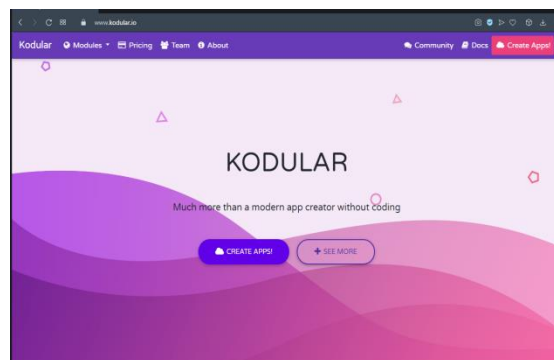 www.kodular.io
Kodular Modules Pricing Team About Community Docs Create Apps!
KODULAR
Much more than a modern app creator without coding
CREATE APPS! SEE MORE